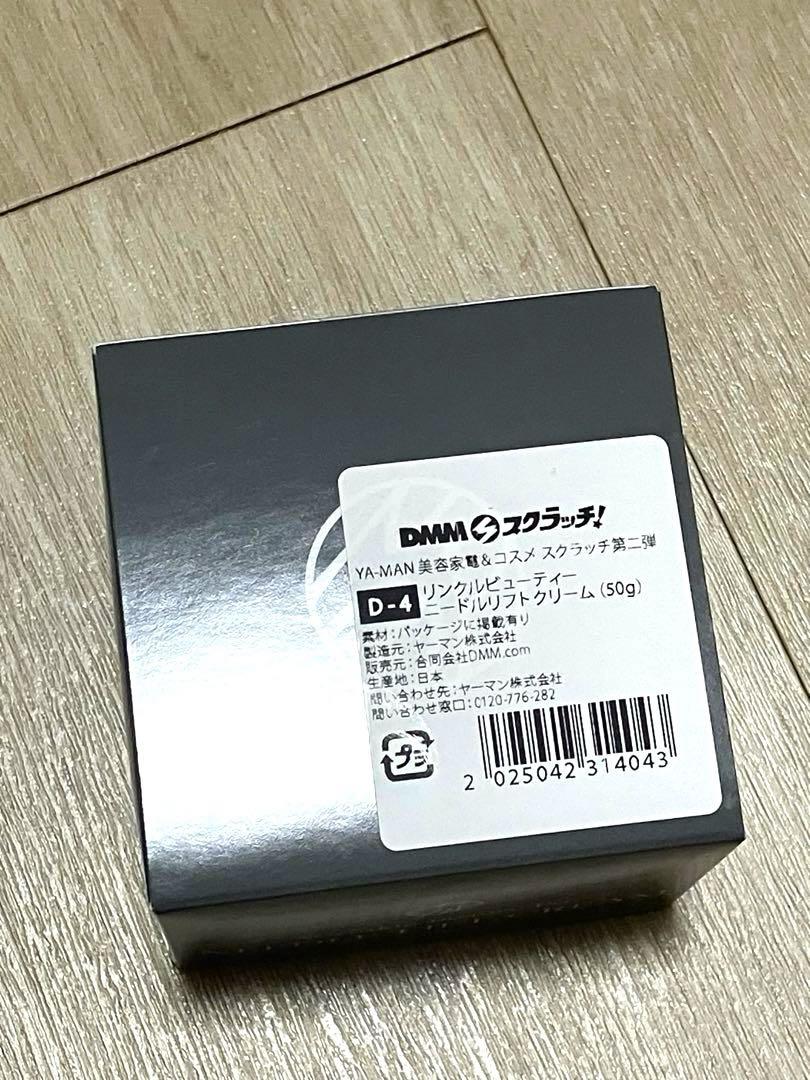 DMM スクラッチ!
YA-MAN 美容家電&コスメ スクラッチ第二弾
D-4 リンクルビューティー
ニードルリフトクリーム (50g)
素材:パッケージに掲載有り
製造元:ヤーマン株式会社
販売元:合同会社DMM.com
生産地:日本
問い合わせ先:ヤーマン株式会社
問い合わせ窓口:0120-776-282
プラ
2 025042 314043